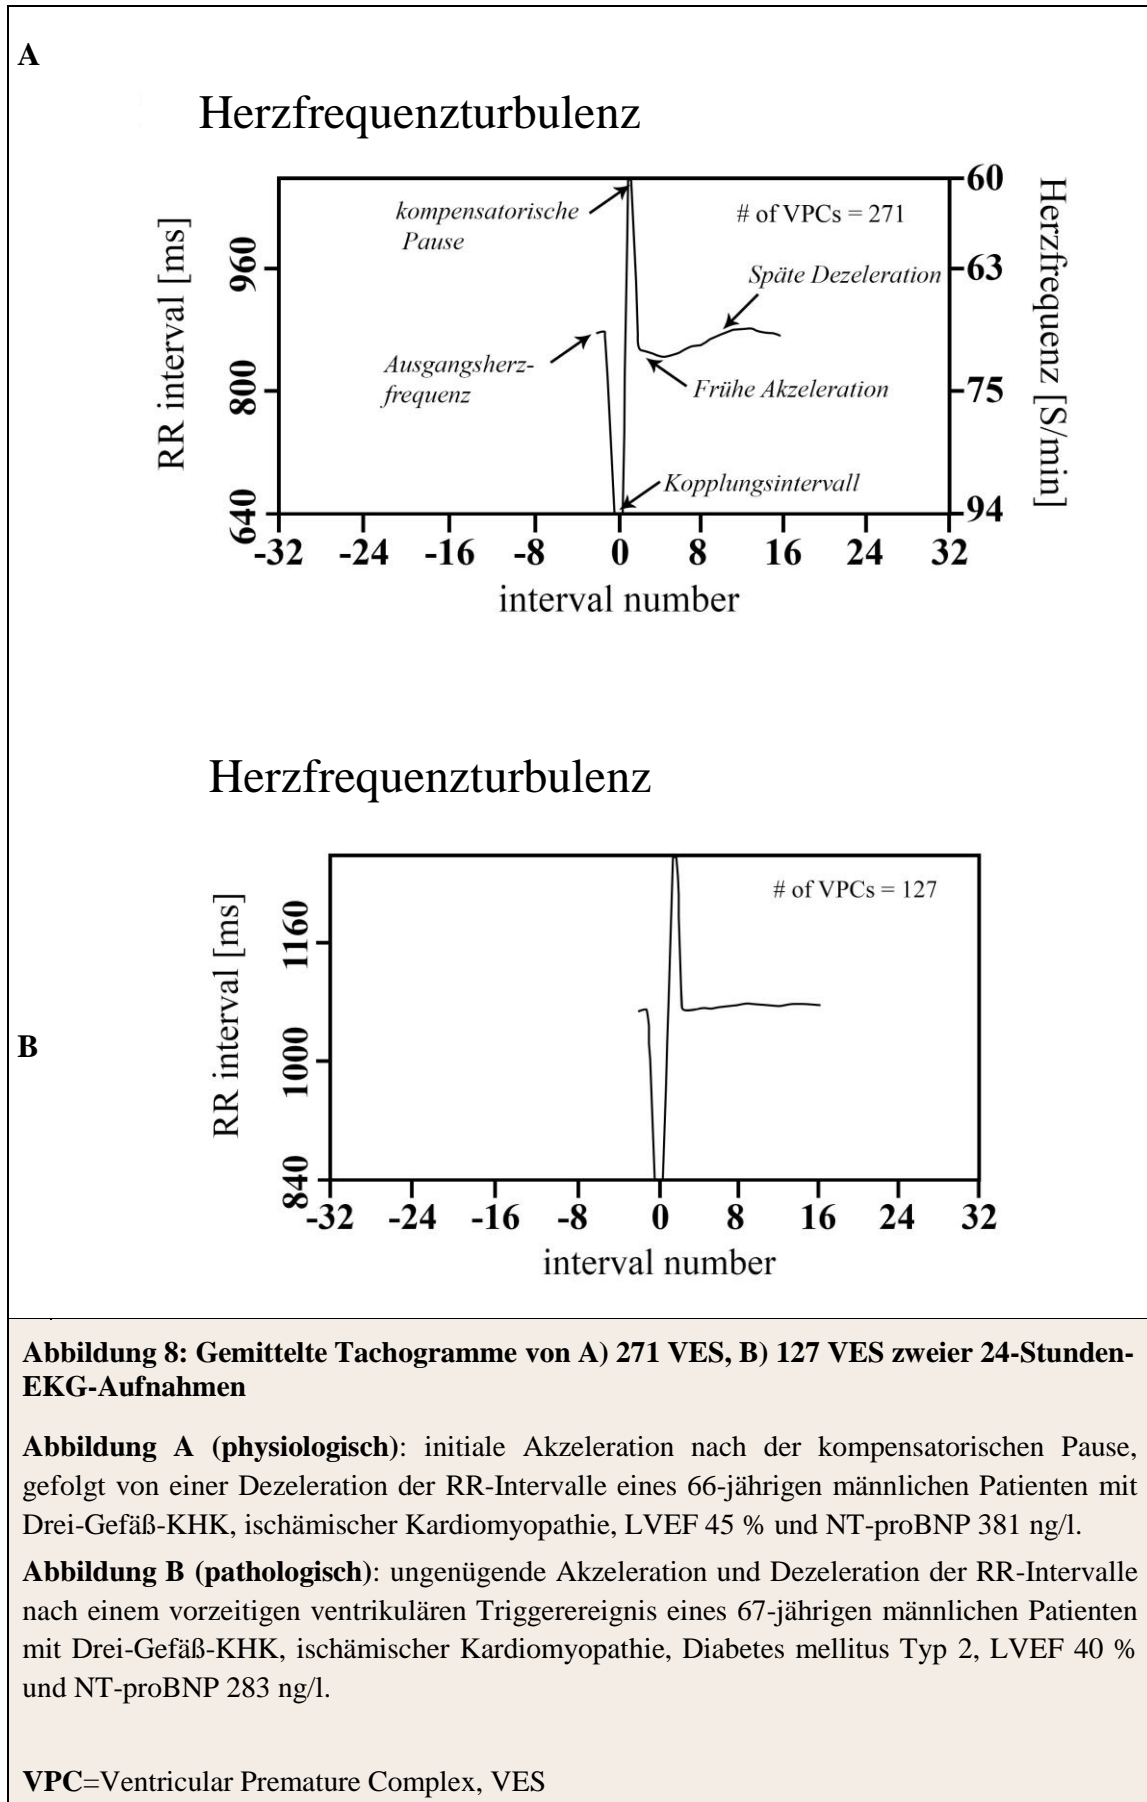 A
Herzfrequenzturbulenz
kompensatorische
Pause
# of VPCs = 271
Späte Dezeleration
Ausgangsherz-
frequenz
Frühe Akzeleration
Kopplungsintervall
RR interval [ms]
960
800
640
60
63
75
94
Herzfrequenz [S/min]
-32 -24 -16 -8 0 8 16 24 32
interval number
Herzfrequenzturbulenz
# of VPCs = 127
B
RR interval [ms]
1160
1000
840
-32 -24 -16 -8 0 8 16 24 32
interval number
Abbildung 8: Gemittelte Tachogramme von A) 271 VES, B) 127 VES zweier 24-Stunden-
EKG-Aufnahmen
Abbildung A (physiologisch): initiale Akzeleration nach der kompensatorischen Pause,
gefolgt von einer Dezeleration der RR-Intervalle eines 66-jährigen männlichen Patienten mit
Drei-Gefäß-KHK, ischämischer Kardiomyopathie, LVEF 45 % und NT-proBNP 381 ng/l.
Abbildung B (pathologisch): ungenügende Akzeleration und Dezeleration der RR-Intervalle
nach einem vorzeitigen ventrikulären Triggerereignis eines 67-jährigen männlichen Patienten
mit Drei-Gefäß-KHK, ischämischer Kardiomyopathie, Diabetes mellitus Typ 2, LVEF 40 %
und NT-proBNP 283 ng/l.
VPC=Ventricular Premature Complex, VES